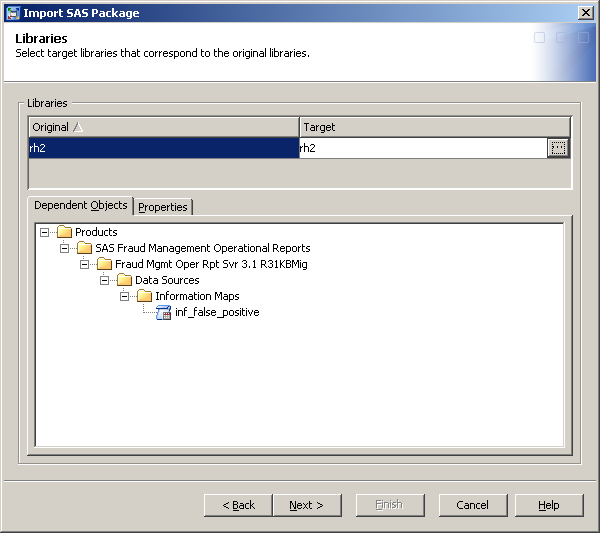 Import SAS Package
Libraries
Select target libraries that correspond to the original libraries.
Libraries
Original Target
rh2 rh2 ...
Dependent Objects Properties
Products
SAS Fraud Management Operational Reports
Fraud Mgmt Oper Rpt Svr 3.1 R31KBMig
Data Sources
Information Maps
inf_false_positive
< Back Next > Finish Cancel Help